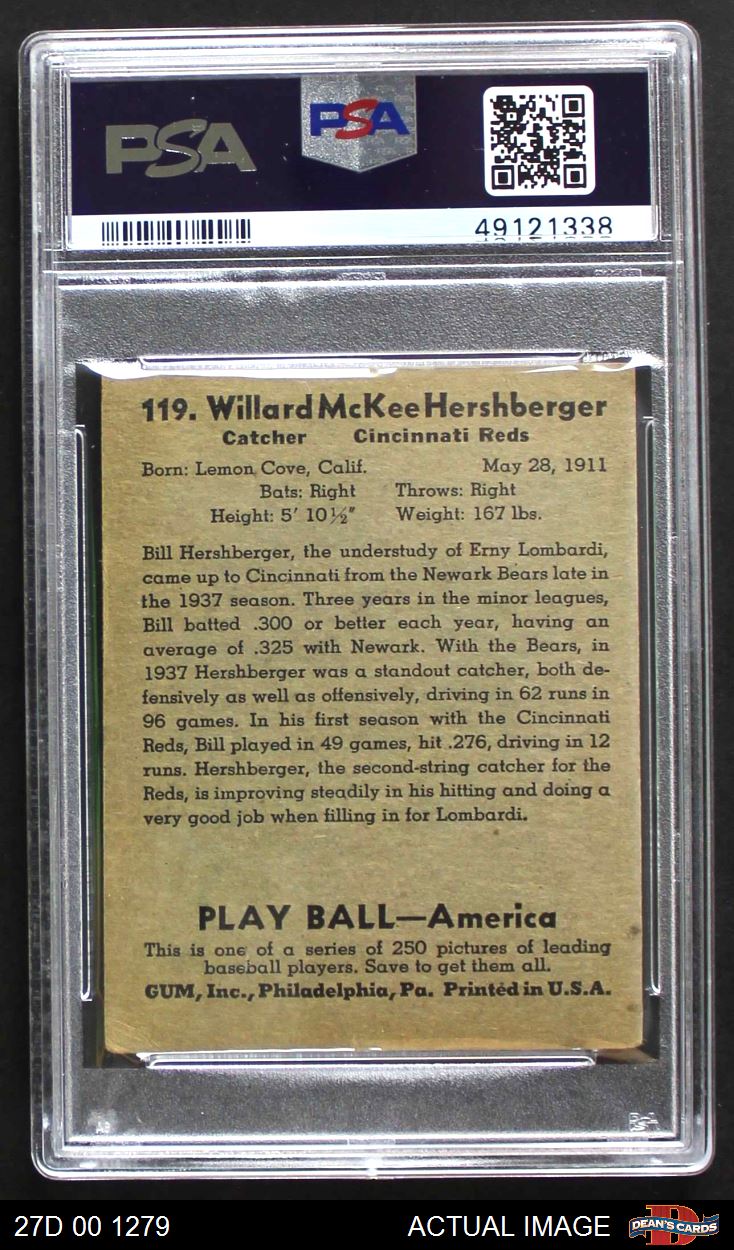 PSA
PSA
49121338
119. Willard McKee Hershberger
Catcher Cincinnati Reds
Born: Lemon Cove, Calif. May 28, 1911
Bats: Right Throws: Right
Height: 5' 10½" Weight: 167 lbs.
Bill Hershberger, the understudy of Erny Lombardi,
came up to Cincinnati from the Newark Bears late in
the 1937 season. Three years in the minor leagues,
Bill batted .300 or better each year, having an
average of .325 with Newark. With the Bears, in
1937 Hershberger was a standout catcher, both de-
fensively as well as offensively, driving in 62 runs in
96 games. In his first season with the Cincinnati
Reds, Bill played in 49 games, hit .276, driving in 12
runs. Hershberger, the second-string catcher for the
Reds, is improving steadily in his hitting and doing a
very good job when filling in for Lombardi.
PLAY BALL—America
This is one of a series of 250 pictures of leading
baseball players. Save to get them all.
GUM, Inc., Philadelphia, Pa. Printed in U.S.A.
27D 00 1279 ACTUAL IMAGE DEAN'S CARDS